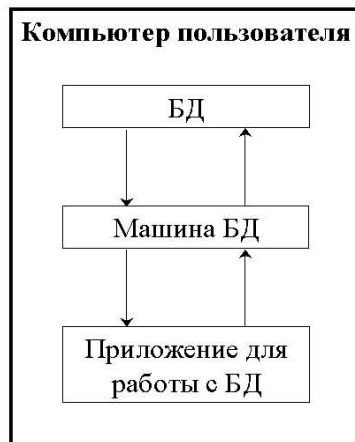 Компьютер пользователя
БД
Машина БД
Приложение для
работы с БД